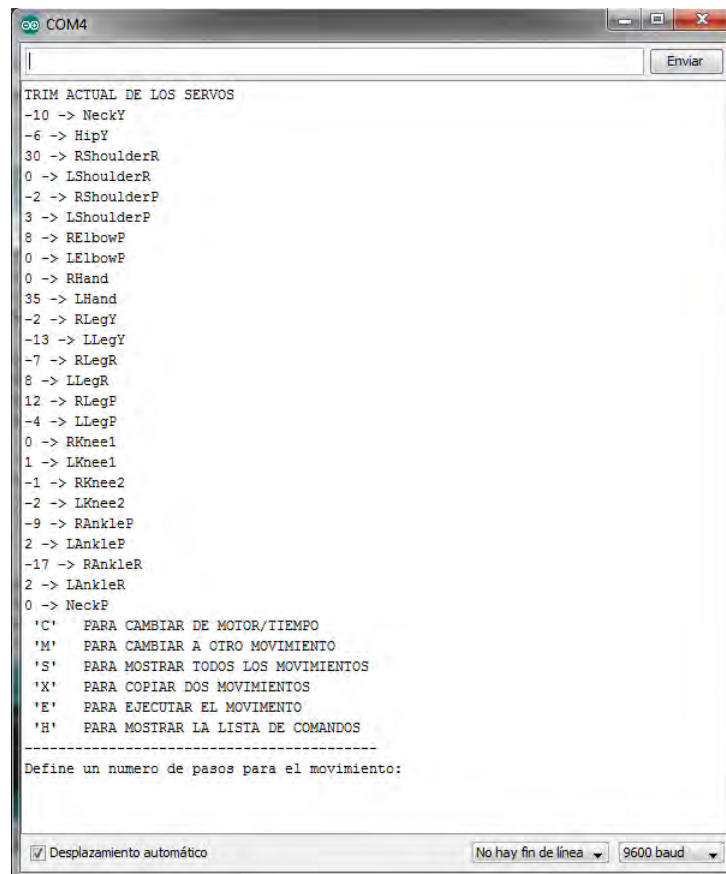 COM4
Enviar
TRIM ACTUAL DE LOS SERVOS
-10 -> NeckY
-6 -> HipY
30 -> RShoulderR
0 -> LShoulderR
-2 -> RShoulderP
3 -> LShoulderP
8 -> RElbowP
0 -> LElbowP
0 -> RHand
35 -> LHand
-2 -> RLegY
-13 -> LLegY
-7 -> RLegR
8 -> LLegR
12 -> RLegP
-4 -> LLegP
0 -> RKnee1
1 -> LKnee1
-1 -> RKnee2
-2 -> LKnee2
-9 -> RAnkleP
2 -> LAnkleP
-17 -> RAnkleR
2 -> LAnkleR
0 -> NeckP
'C' PARA CAMBIAR DE MOTOR/TIEMPO
'M' PARA CAMBIAR A OTRO MOVIMIENTO
'S' PARA MOSTRAR TODOS LOS MOVIMIENTOS
'X' PARA COPIAR DOS MOVIMIENTOS
'E' PARA EJECUTAR EL MOVIMENTO
'H' PARA MOSTRAR LA LISTA DE COMANDOS
------------------------------------------
Define un numero de pasos para el movimiento:
Desplazamiento automático No hay fin de línea 9600 baud